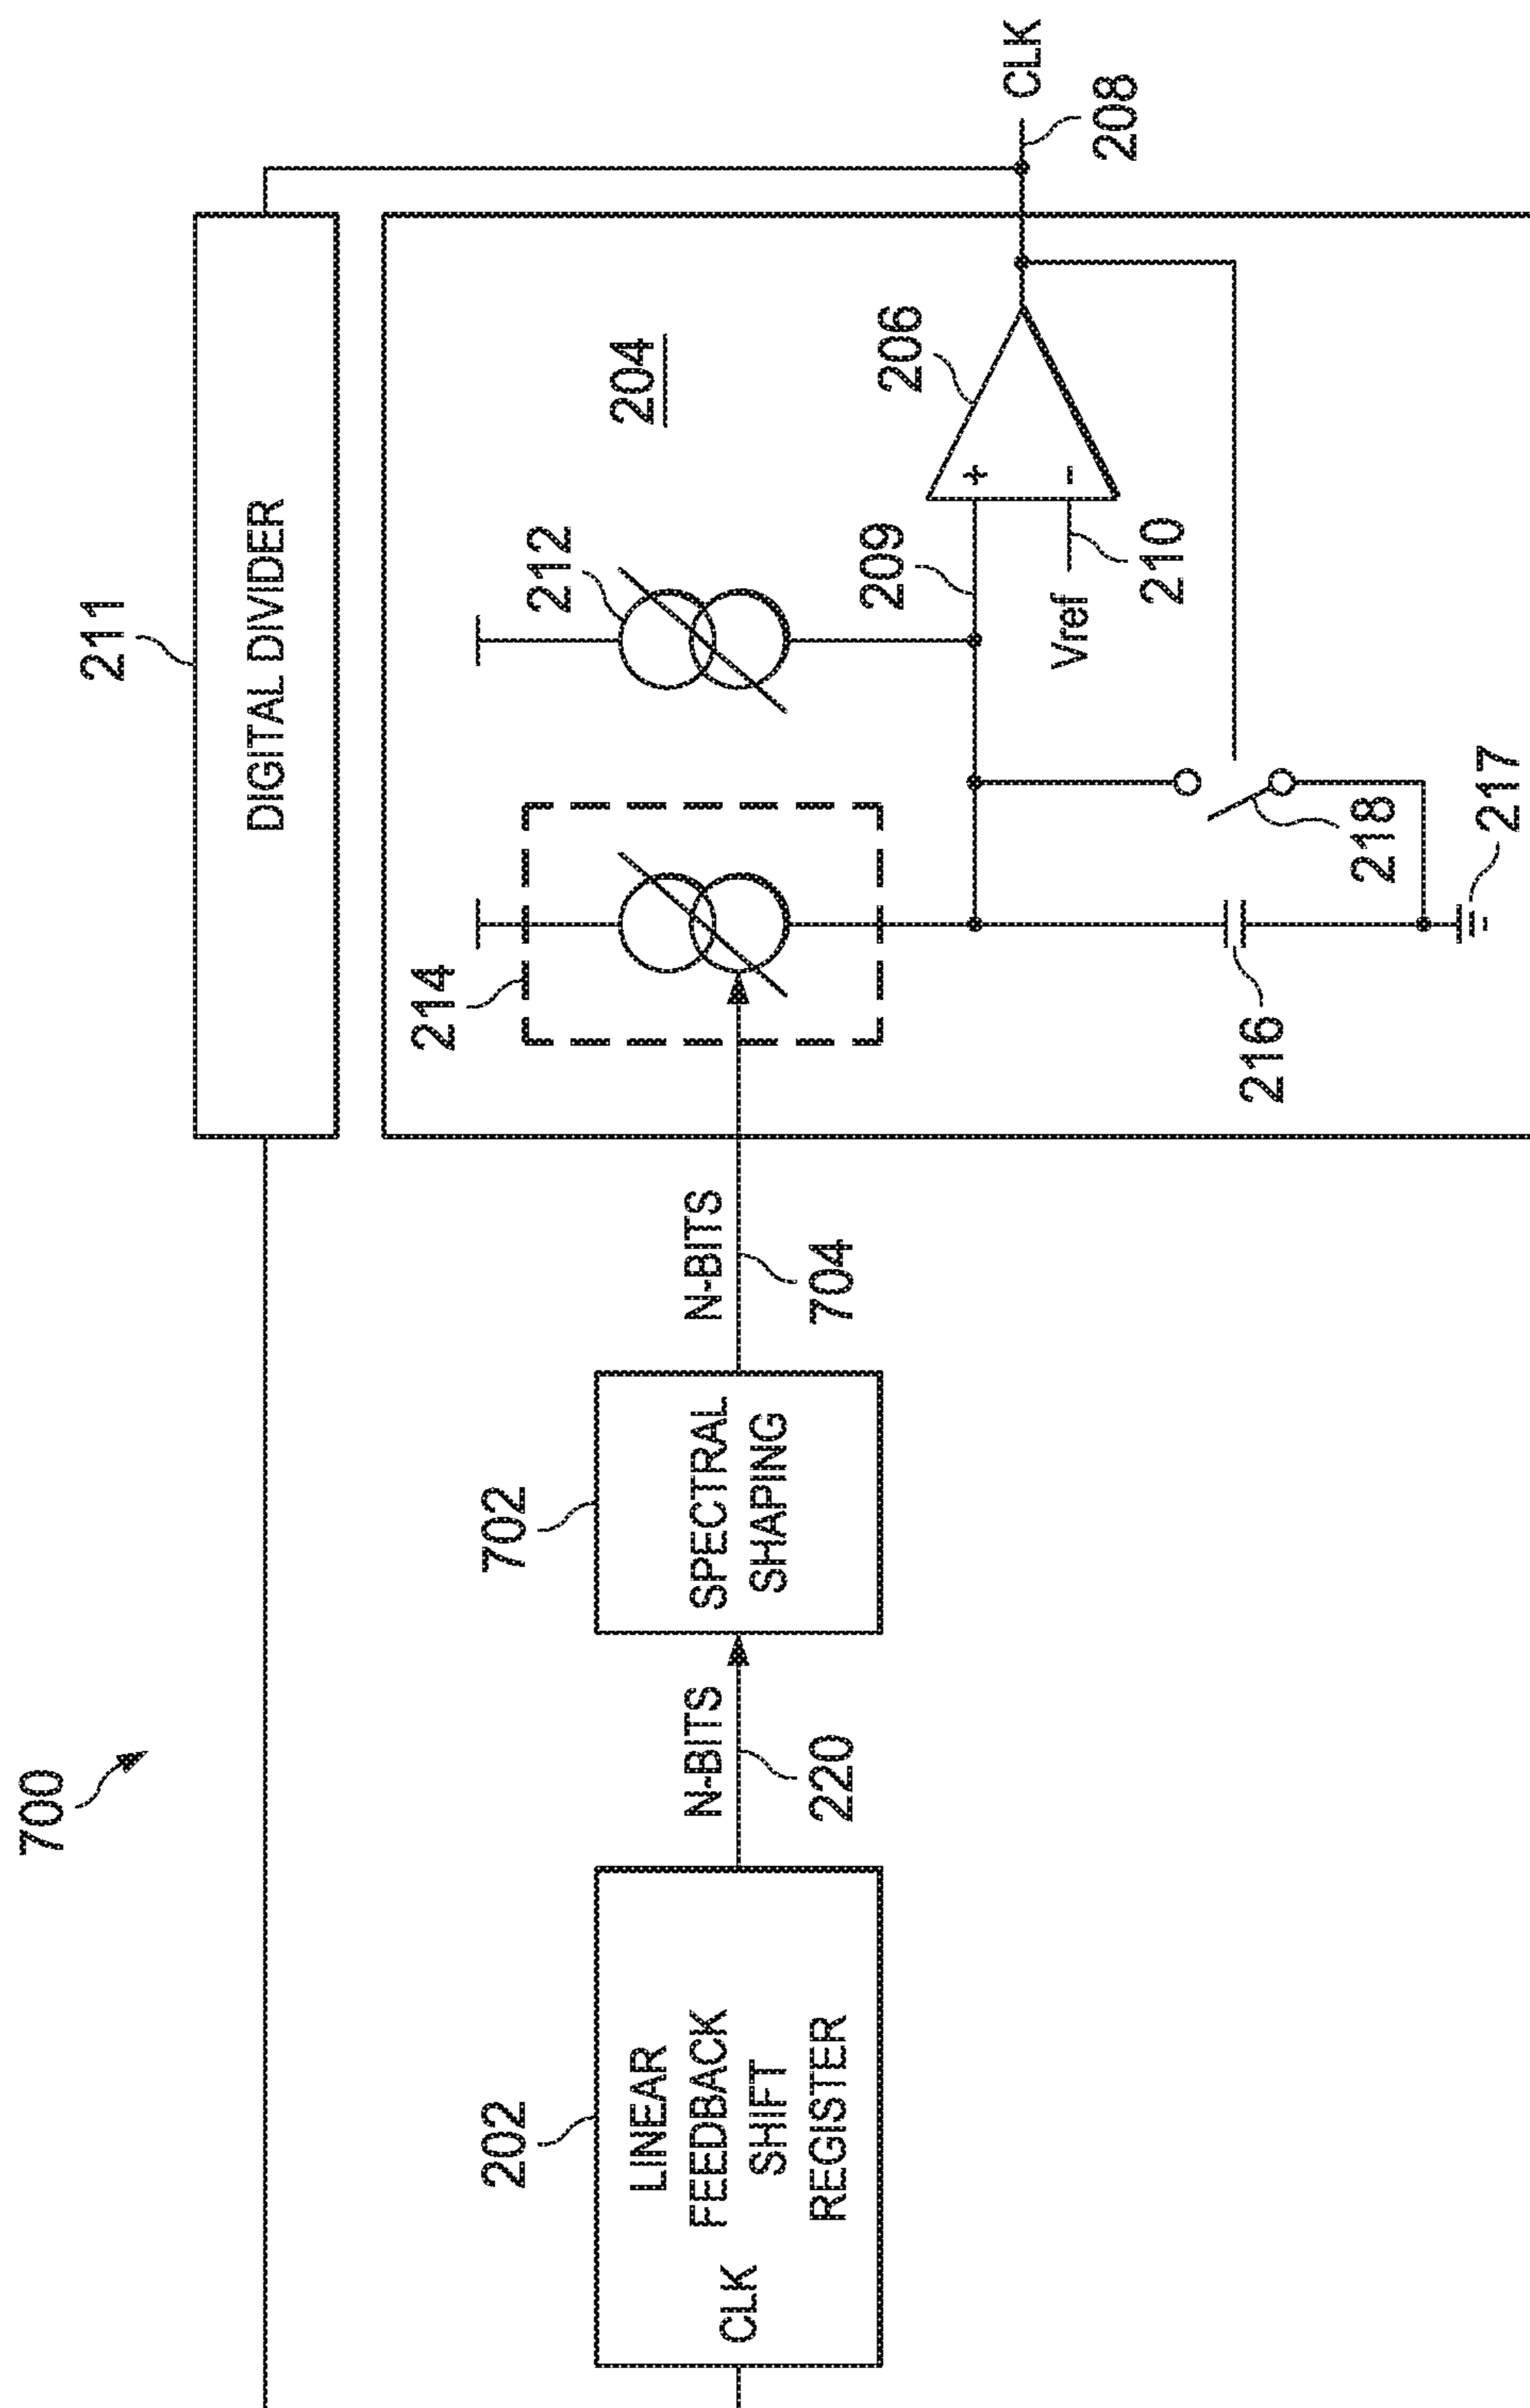 700
211
DIGITAL DIVIDER
202
LINEAR
FEEDBACK
SHIFT
REGISTER
CLK
N-BITS
220
702
SPECTRAL
SHAPING
N-BITS
704
214
212
204
209
206
+
-
Vref
210
216
218
217
CLK
208